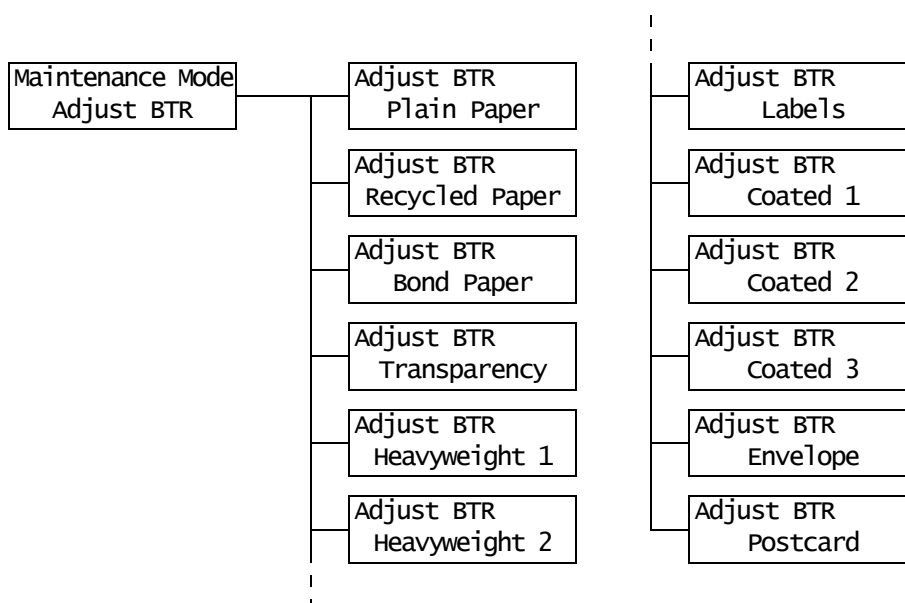 Maintenance Mode
Adjust BTR
Adjust BTR
Plain Paper
Adjust BTR
Recycled Paper
Adjust BTR
Bond Paper
Adjust BTR
Transparency
Adjust BTR
Heavyweight 1
Adjust BTR
Heavyweight 2
Adjust BTR
Labels
Adjust BTR
Coated 1
Adjust BTR
Coated 2
Adjust BTR
Coated 3
Adjust BTR
Envelope
Adjust BTR
Postcard